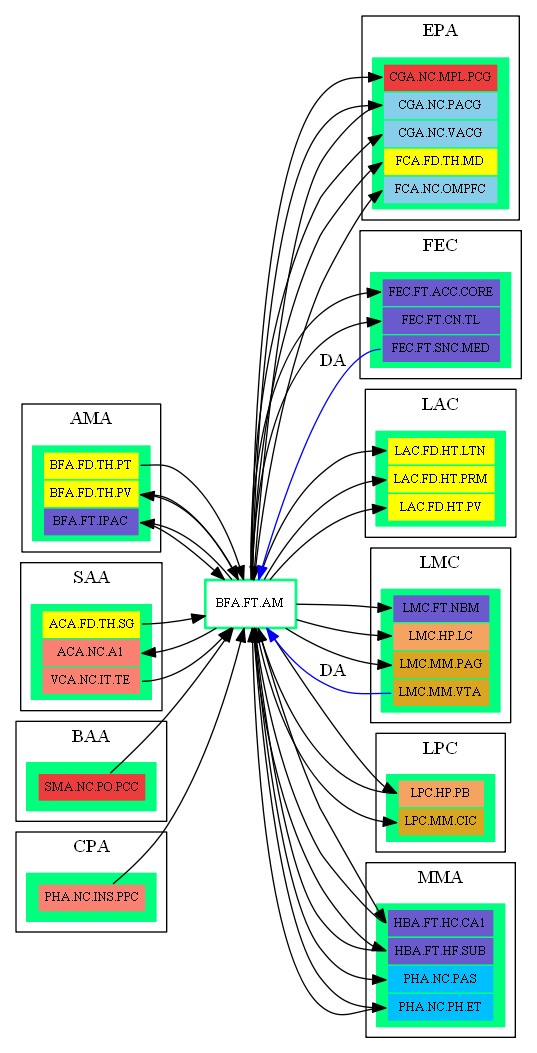 EPA
CGA.NC.MPL.PCG
CGA.NC.PACG
CGA.NC.VACG
FCA.FD.TH.MD
FCA.NC.OMPFC
FEC
FEC.FT.ACC.CORE
FEC.FT.CN.TL
FEC.FT.SNC.MED
DA
LAC
LAC.FD.HT.LTN
LAC.FD.HT.PRM
LAC.FD.HT.PV
AMA
BFA.FD.TH.PT
BFA.FD.TH.PV
BFA.FT.IPAC
SAA
ACA.FD.TH.SG
ACA.NC.A1
VCA.NC.IT.TE
BFA.FT.AM
LMC
LMC.FT.NBM
LMC.HP.LC
LMC.MM.PAG
LMC.MM.VTA
DA
BAA
SMA.NC.PO.PCC
LPC
LPC.HP.PB
LPC.MM.CIC
CPA
PHA.NC.INS.PPC
MMA
HBA.FT.HC.CA1
HBA.FT.HF.SUB
PHA.NC.PAS
PHA.NC.PH.ET